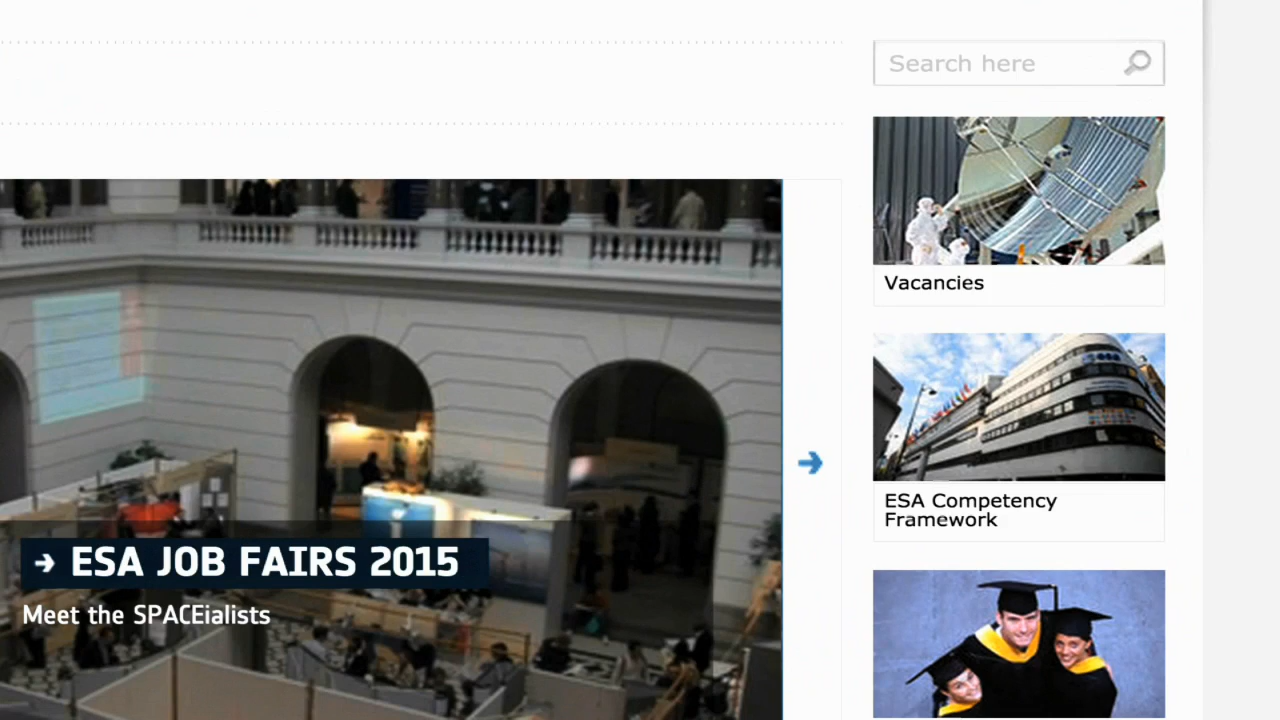 Search here
Vacancies
ESA Competency
Framework
ESA JOB FAIRS 2015
Meet the SPACEialists